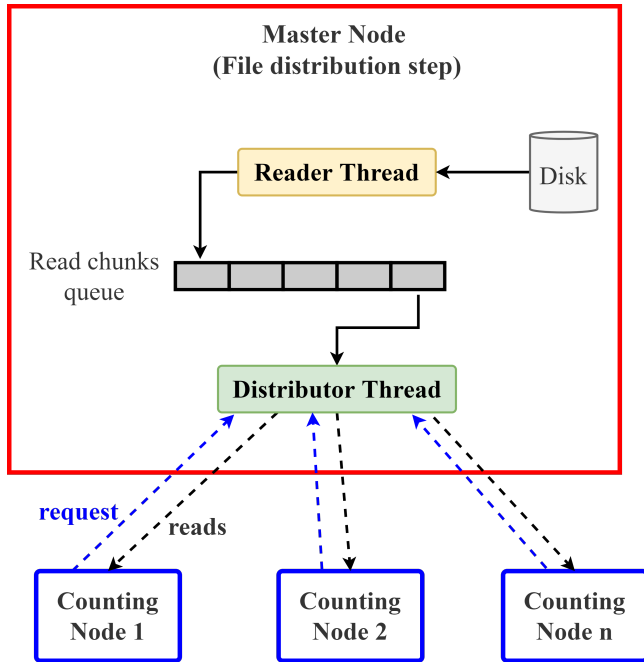 Master Node
(File distribution step)
Reader Thread
Disk
Read chunks
queue
Distributor Thread
request
reads
Counting
Node 1
Counting
Node 2
Counting
Node n